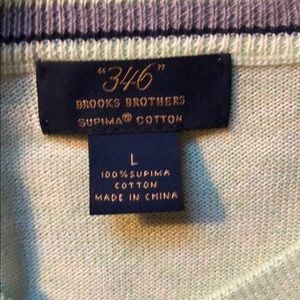 "346"
BROOKS BROTHERS
SUPIMA® COTTON
L
100% SUPIMA
COTTON
MADE IN CHINA